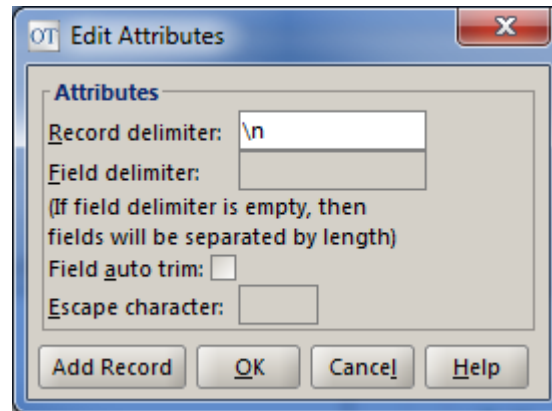 OT Edit Attributes
Attributes
Record delimiter: \n
Field delimiter:
(If field delimiter is empty, then
fields will be separated by length)
Field auto trim:
Escape character:
Add Record OK Cancel Help